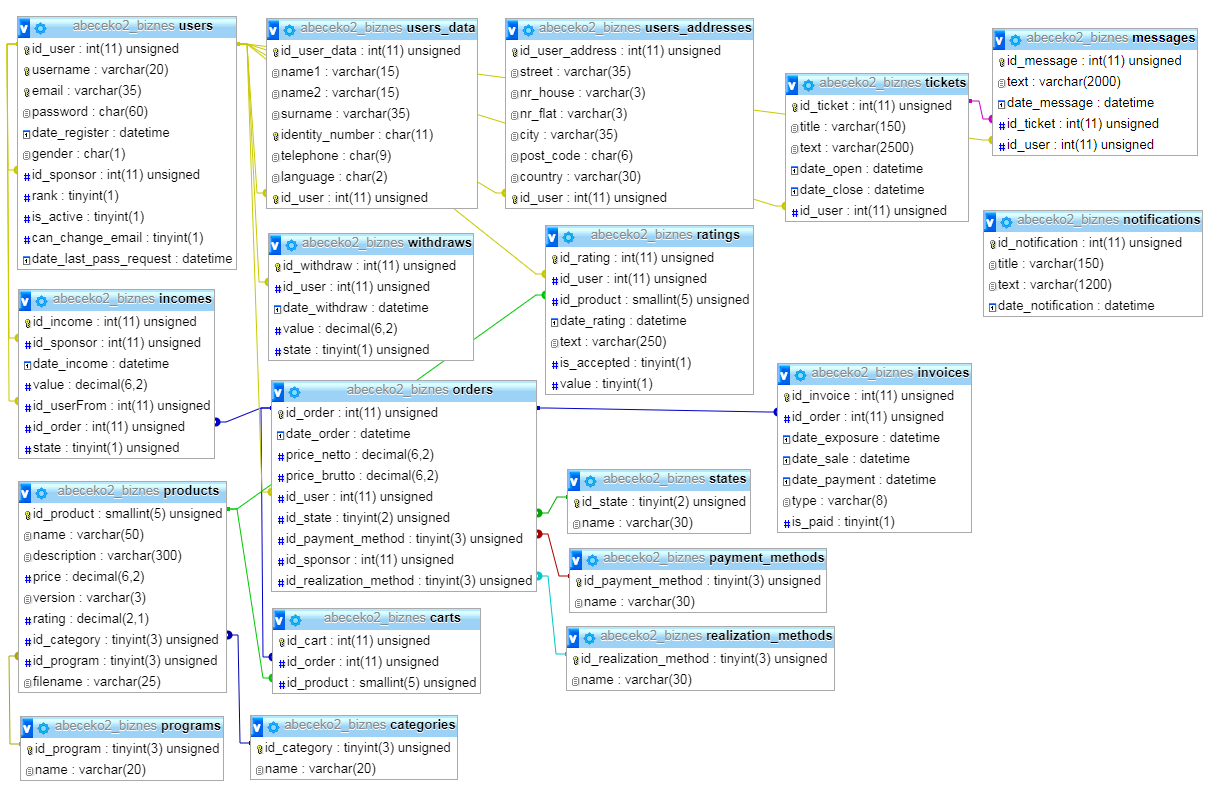 abeceko2_biznes users
id_user : int(11) unsigned
username : varchar(20)
email : varchar(35)
password : char(60)
date_register : datetime
gender : char(1)
id_sponsor : int(11) unsigned
rank : tinyint(1)
is_active : tinyint(1)
can_change_email : tinyint(1)
date_last_pass_request : datetime
abeceko2_biznes users_data
id_user_data : int(11) unsigned
name1 : varchar(15)
name2 : varchar(15)
surname : varchar(35)
identity_number : char(11)
telephone : char(9)
language : char(2)
id_user : int(11) unsigned
abeceko2_biznes users_addresses
id_user_address : int(11) unsigned
street : varchar(35)
nr_house : varchar(3)
nr_flat : varchar(3)
city : varchar(35)
post_code : char(6)
country : varchar(30)
id_user : int(11) unsigned
abeceko2_biznes tickets
id_ticket : int(11) unsigned
title : varchar(150)
text : varchar(2500)
date_open : datetime
date_close : datetime
id_user : int(11) unsigned
abeceko2_biznes messages
id_message : int(11) unsigned
text : varchar(2000)
date_message : datetime
id_ticket : int(11) unsigned
id_user : int(11) unsigned
abeceko2_biznes notifications
id_notification : int(11) unsigned
title : varchar(150)
text : varchar(1200)
date_notification : datetime
abeceko2_biznes withdraws
id_withdraw : int(11) unsigned
id_user : int(11) unsigned
date_withdraw : datetime
value : decimal(6,2)
state : tinyint(1) unsigned
abeceko2_biznes ratings
id_rating : int(11) unsigned
id_user : int(11) unsigned
id_product : smallint(5) unsigned
date_rating : datetime
text : varchar(250)
is_accepted : tinyint(1)
value : tinyint(1)
abeceko2_biznes incomes
id_income : int(11) unsigned
id_sponsor : int(11) unsigned
date_income : datetime
value : decimal(6,2)
id_userFrom : int(11) unsigned
id_order : int(11) unsigned
state : tinyint(1) unsigned
abeceko2_biznes orders
id_order : int(11) unsigned
date_order : datetime
price_netto : decimal(6,2)
price_brutto : decimal(6,2)
id_user : int(11) unsigned
id_state : tinyint(2) unsigned
id_payment_method : tinyint(3) unsigned
id_sponsor : int(11) unsigned
id_realization_method : tinyint(3) unsigned
abeceko2_biznes invoices
id_invoice : int(11) unsigned
id_order : int(11) unsigned
date_exposure : datetime
date_sale : datetime
date_payment : datetime
type : varchar(8)
is_paid : tinyint(1)
abeceko2_biznes products
id_product : smallint(5) unsigned
name : varchar(50)
description : varchar(300)
price : decimal(6,2)
version : varchar(3)
rating : decimal(2,1)
id_category : tinyint(3) unsigned
id_program : tinyint(3) unsigned
filename : varchar(25)
abeceko2_biznes states
id_state : tinyint(2) unsigned
name : varchar(30)
abeceko2_biznes payment_methods
id_payment_method : tinyint(3) unsigned
name : varchar(30)
abeceko2_biznes carts
id_cart : int(11) unsigned
id_order : int(11) unsigned
id_product : smallint(5) unsigned
abeceko2_biznes realization_methods
id_realization_method : tinyint(3) unsigned
name : varchar(30)
abeceko2_biznes programs
id_program : tinyint(3) unsigned
name : varchar(20)
abeceko2_biznes categories
id_category : tinyint(3) unsigned
name : varchar(20)